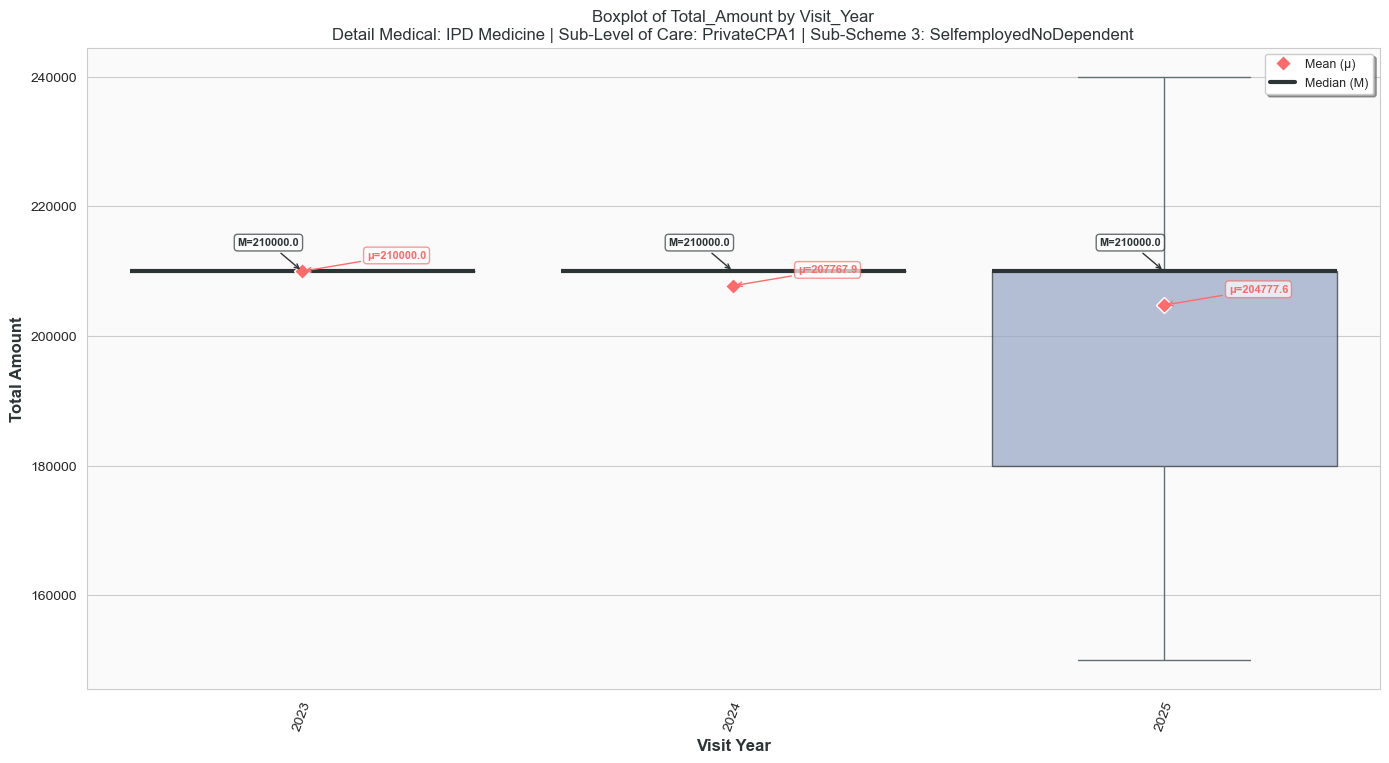 Boxplot of Total_Amount by Visit_Year
Detail Medical: IPD Medicine | Sub-Level of Care: PrivateCPA1 | Sub-Scheme 3: SelfemployedNoDependent
Mean (μ)
Median (M)
240000
220000
200000
180000
160000
Total Amount
M=210000.0
μ=210000.0
M=210000.0
μ=207767.9
M=210000.0
μ=204777.6
2023
2024
2025
Visit Year